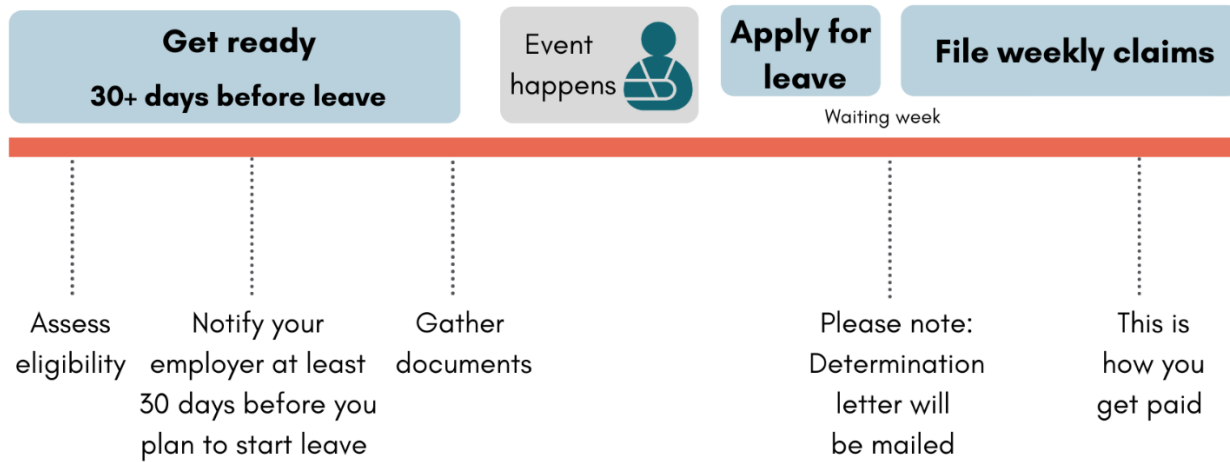 Get ready
30+ days before leave
Event
happens
Apply for
leave
File weekly claims
Waiting week
Assess
eligibility
Notify your
employer at least
30 days before you
plan to start leave
Gather
documents
Please note:
Determination
letter will
be mailed
This is
how you
get paid